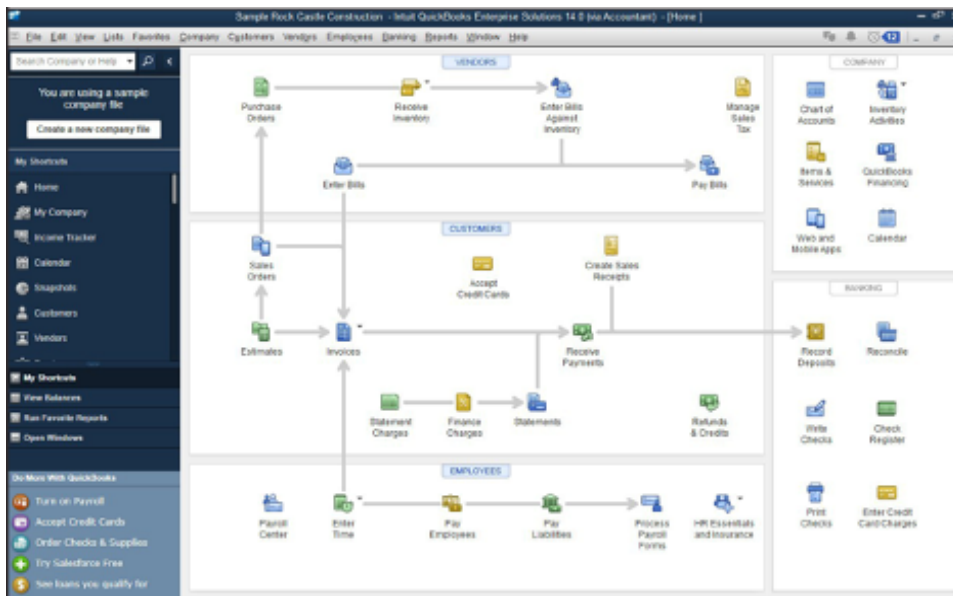 Sample Rock Castle Construction - Intuit QuickBooks Enterprise Solutions 14.0 (via Accountant) - [Home ]
File Edit View Lists Favorites Company Customers Vendors Employees Banking Reports Window Help
12
Search Company or Help
You are using a sample
company file
Create a new company file
My Shortcuts
Home
My Company
Income Tracker
Calendar
Snapshots
Customers
Vendors
My Shortcuts
View Balances
Run Favorite Reports
Open Windows
Do More With QuickBooks
Turn on Payroll
Accept Credit Cards
Order Checks & Supplies
Try Salesforce Free
See loans you qualify for
VENDORS
Purchase
Orders
Receive
Inventory
Enter Bills
Against
Inventory
Manage
Sales
Tax
Enter Bills
Pay Bills
CUSTOMERS
Sales
Orders
Accept
Credit Cards
Create Sales
Receipts
Estimates
Invoices
Receive
Payments
Statement
Charges
Finance
Charges
Statements
Refunds
& Credits
EMPLOYEES
Payroll
Center
Enter
Time
Pay
Employees
Pay
Liabilities
Process
Payroll
Forms
HR Essentials
and Insurance
COMPANY
Chart of
Accounts
Inventory
Activities
Items &
Services
QuickBooks
Financing
Web and
Mobile Apps
Calendar
BANKING
Record
Deposits
Reconcile
Write
Checks
Check
Register
Print
Checks
Enter Credit
Card Charges